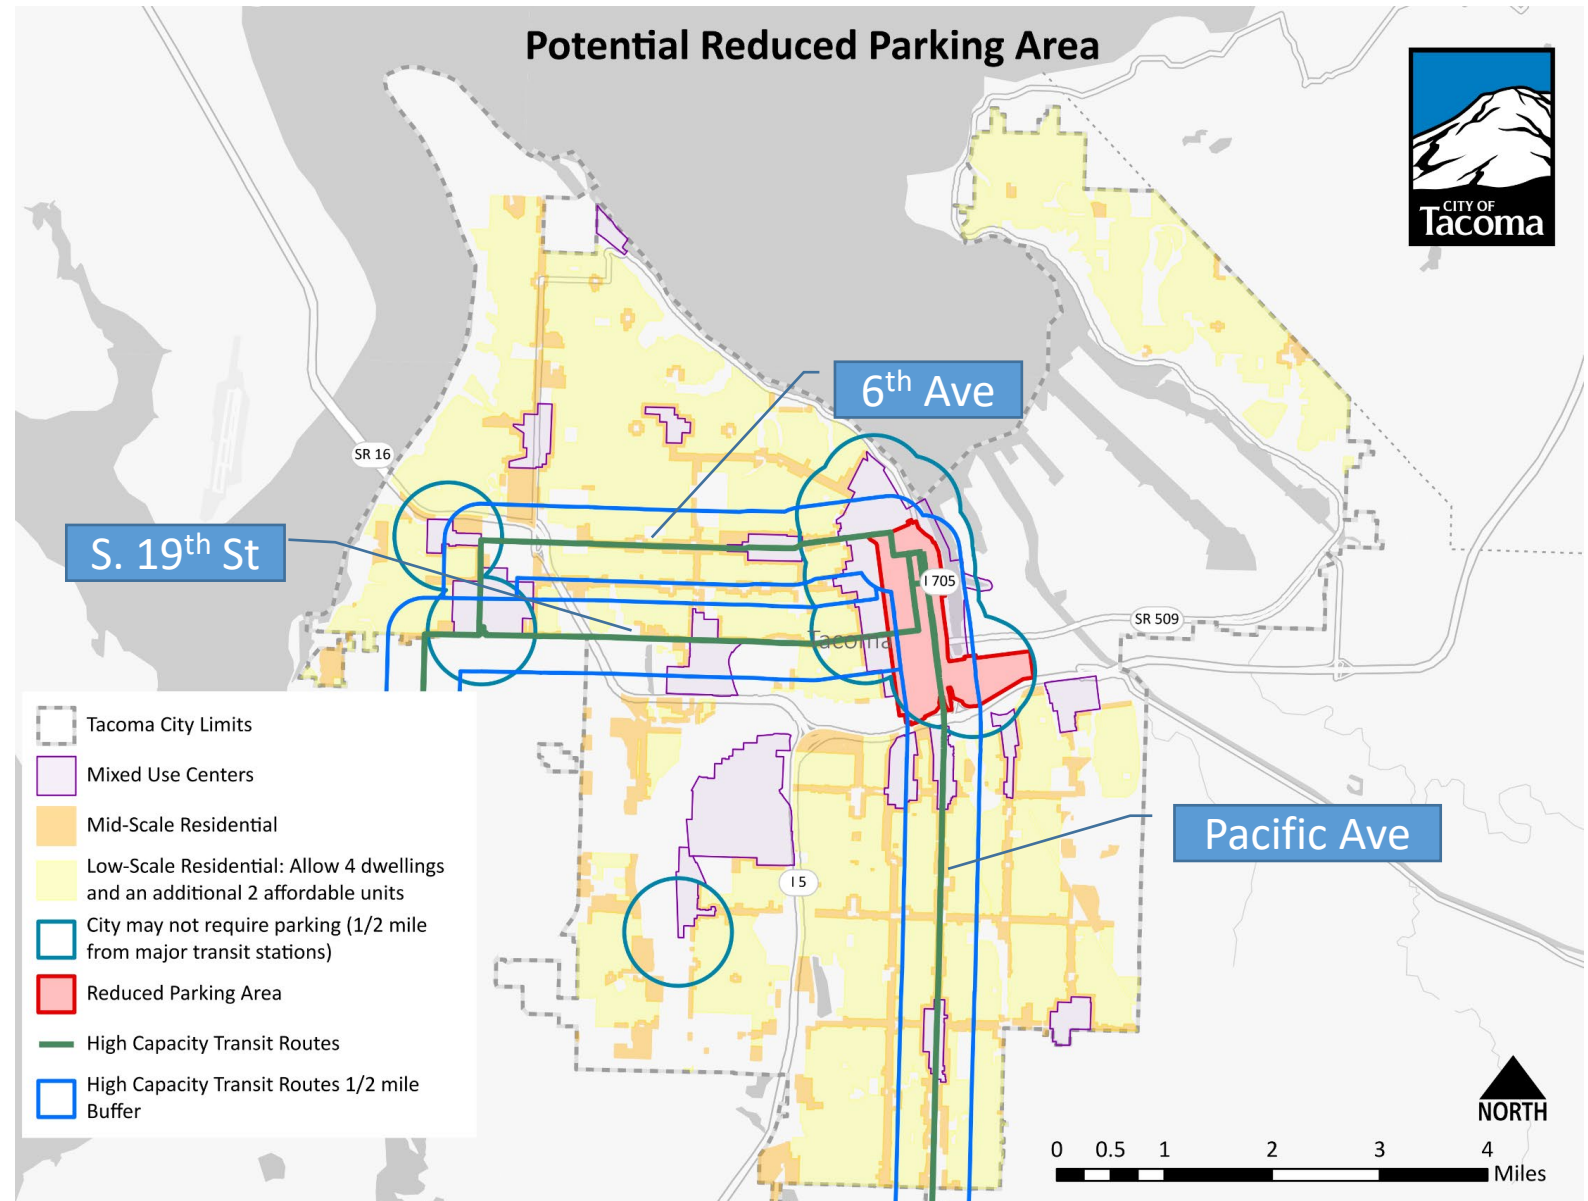 Potential Reduced Parking Area
CITY OF
Tacoma
6th Ave
SR 16
S. 19th St
I 705
SR 509
Tacoma
Tacoma City Limits
Mixed Use Centers
Mid-Scale Residential
Low-Scale Residential: Allow 4 dwellings
and an additional 2 affordable units
City may not require parking (1/2 mile
from major transit stations)
Reduced Parking Area
High Capacity Transit Routes
High Capacity Transit Routes 1/2 mile
Buffer
Pacific Ave
I 5
NORTH
0 0.5 1 2 3 4
Miles